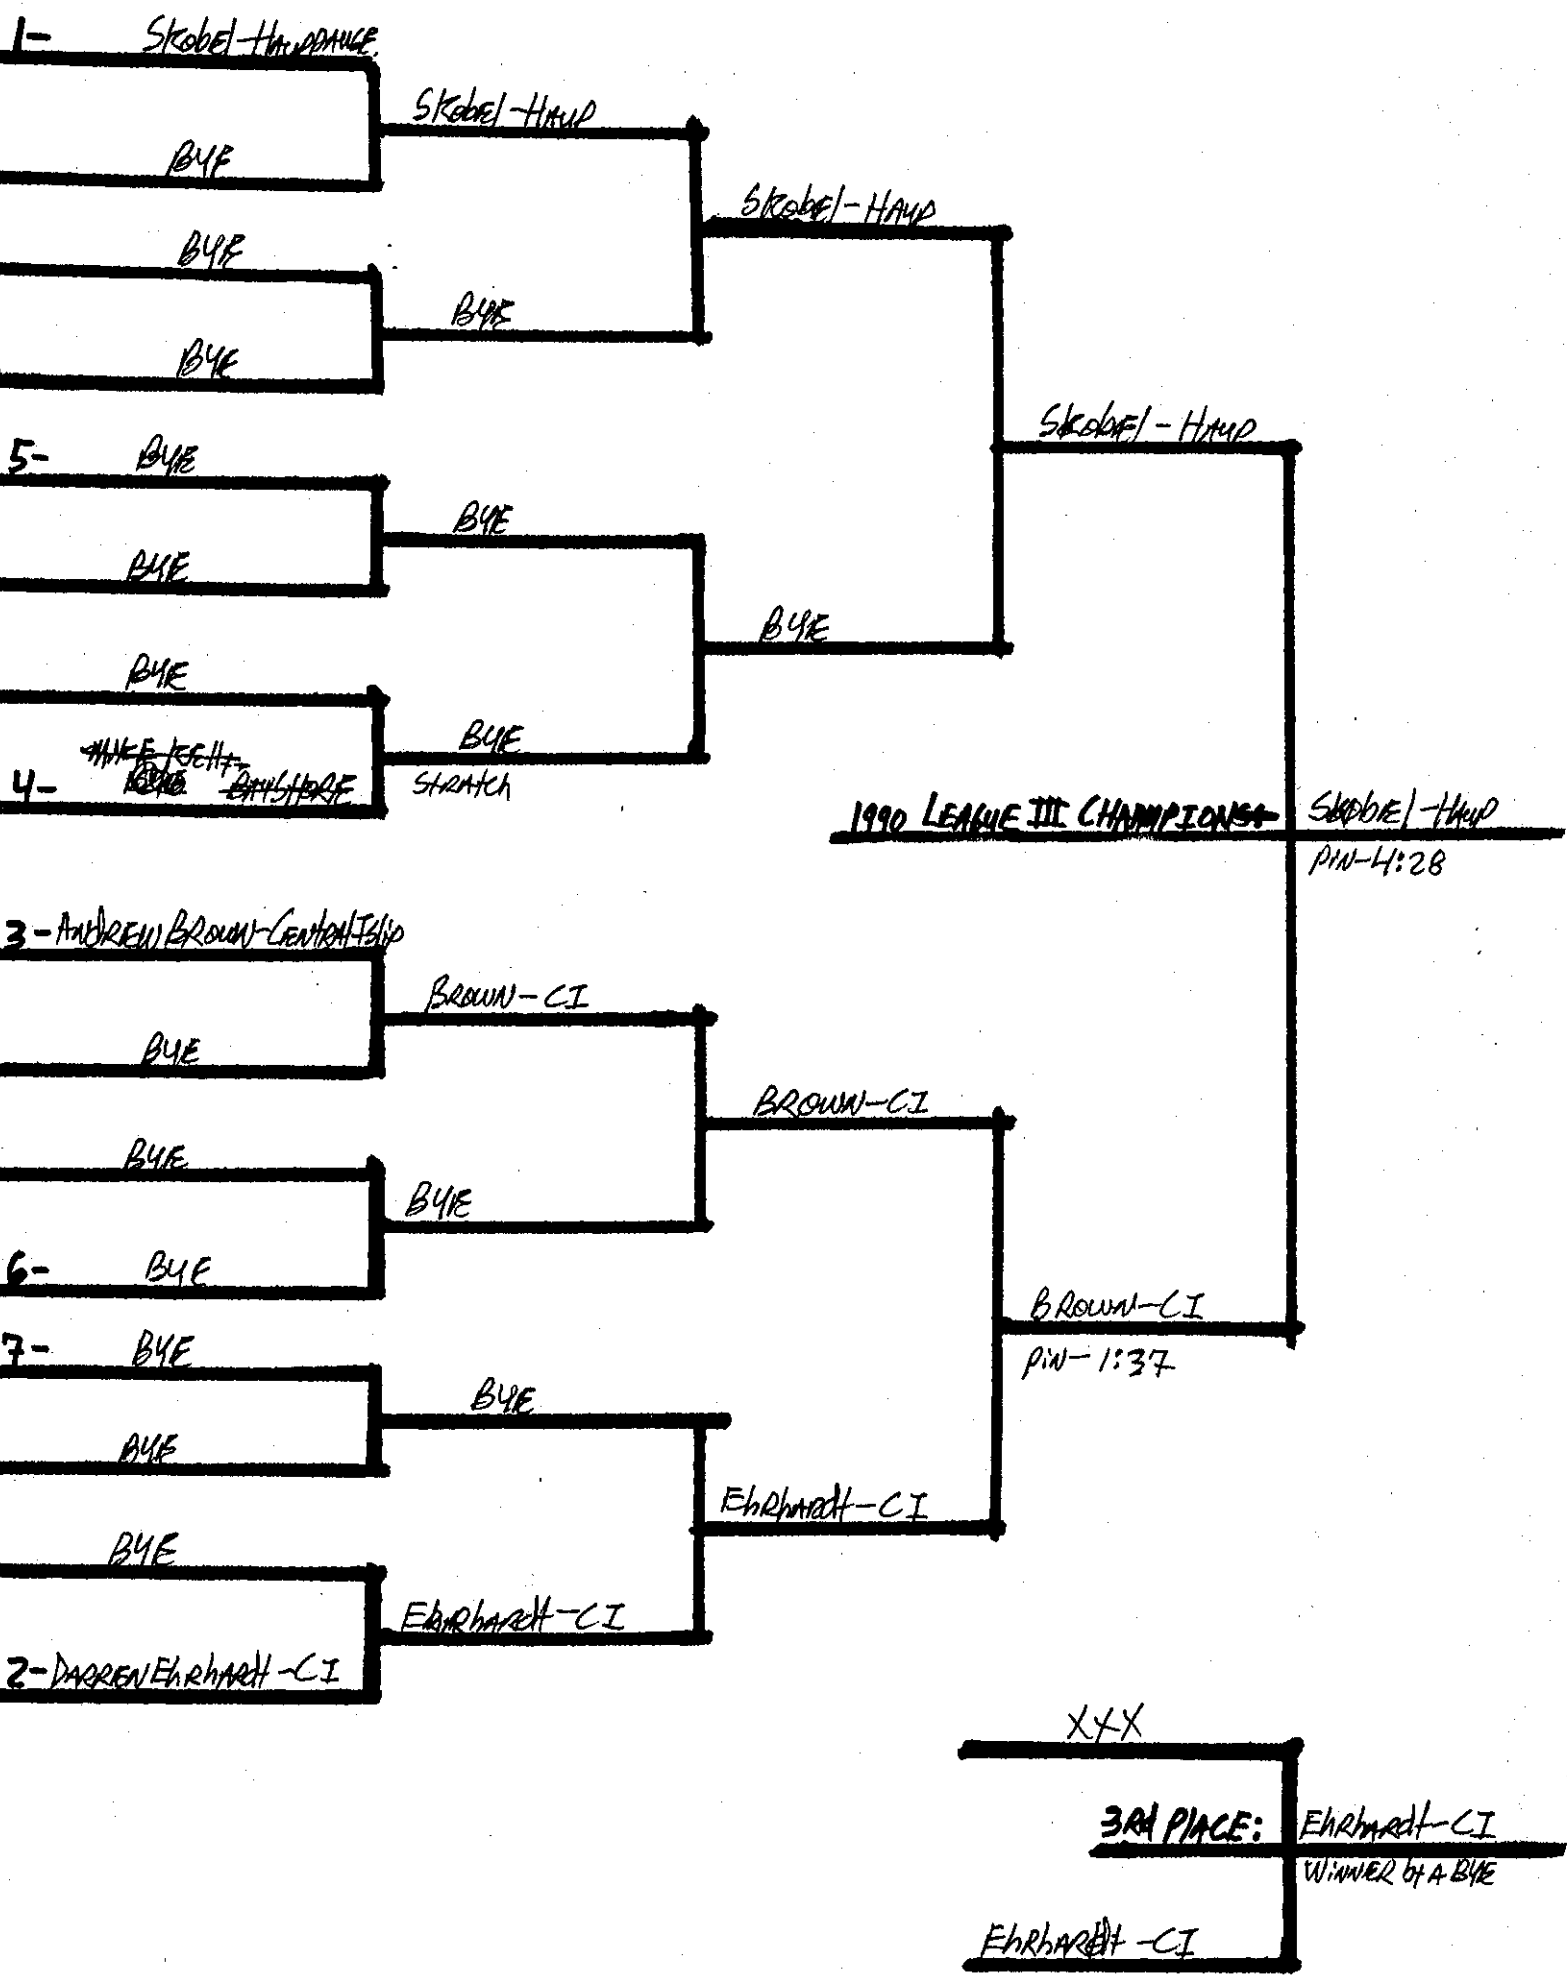 1- Skobel-Hauppauge.
Skobel-Haup
BYE
Skobel-Haup
BYE
BYE
BYE
Skobel-Haup
5- BYE
BYE
BYE
BYE
BYE
BYE
4- BAYSHORE
STRATCH
1990 LEAGUE III CHAMPIONS- Skobel-Haup
PIN-4:28
3- ANDREW BROWN-Central Islip
BROWN-CI
BYE
BROWN-CI
BYE
BYE
6- BYE
BROWN-CI
7- BYE
PIN-1:37
BYE
BYE
Ehrhardt-CI
BYE
Ehrhardt-CI
2- DARREN Ehrhardt-CI
XXX
3Rd PlACE: Ehrhardt-CI
WINNER by A BYE
Ehrhardt-CI